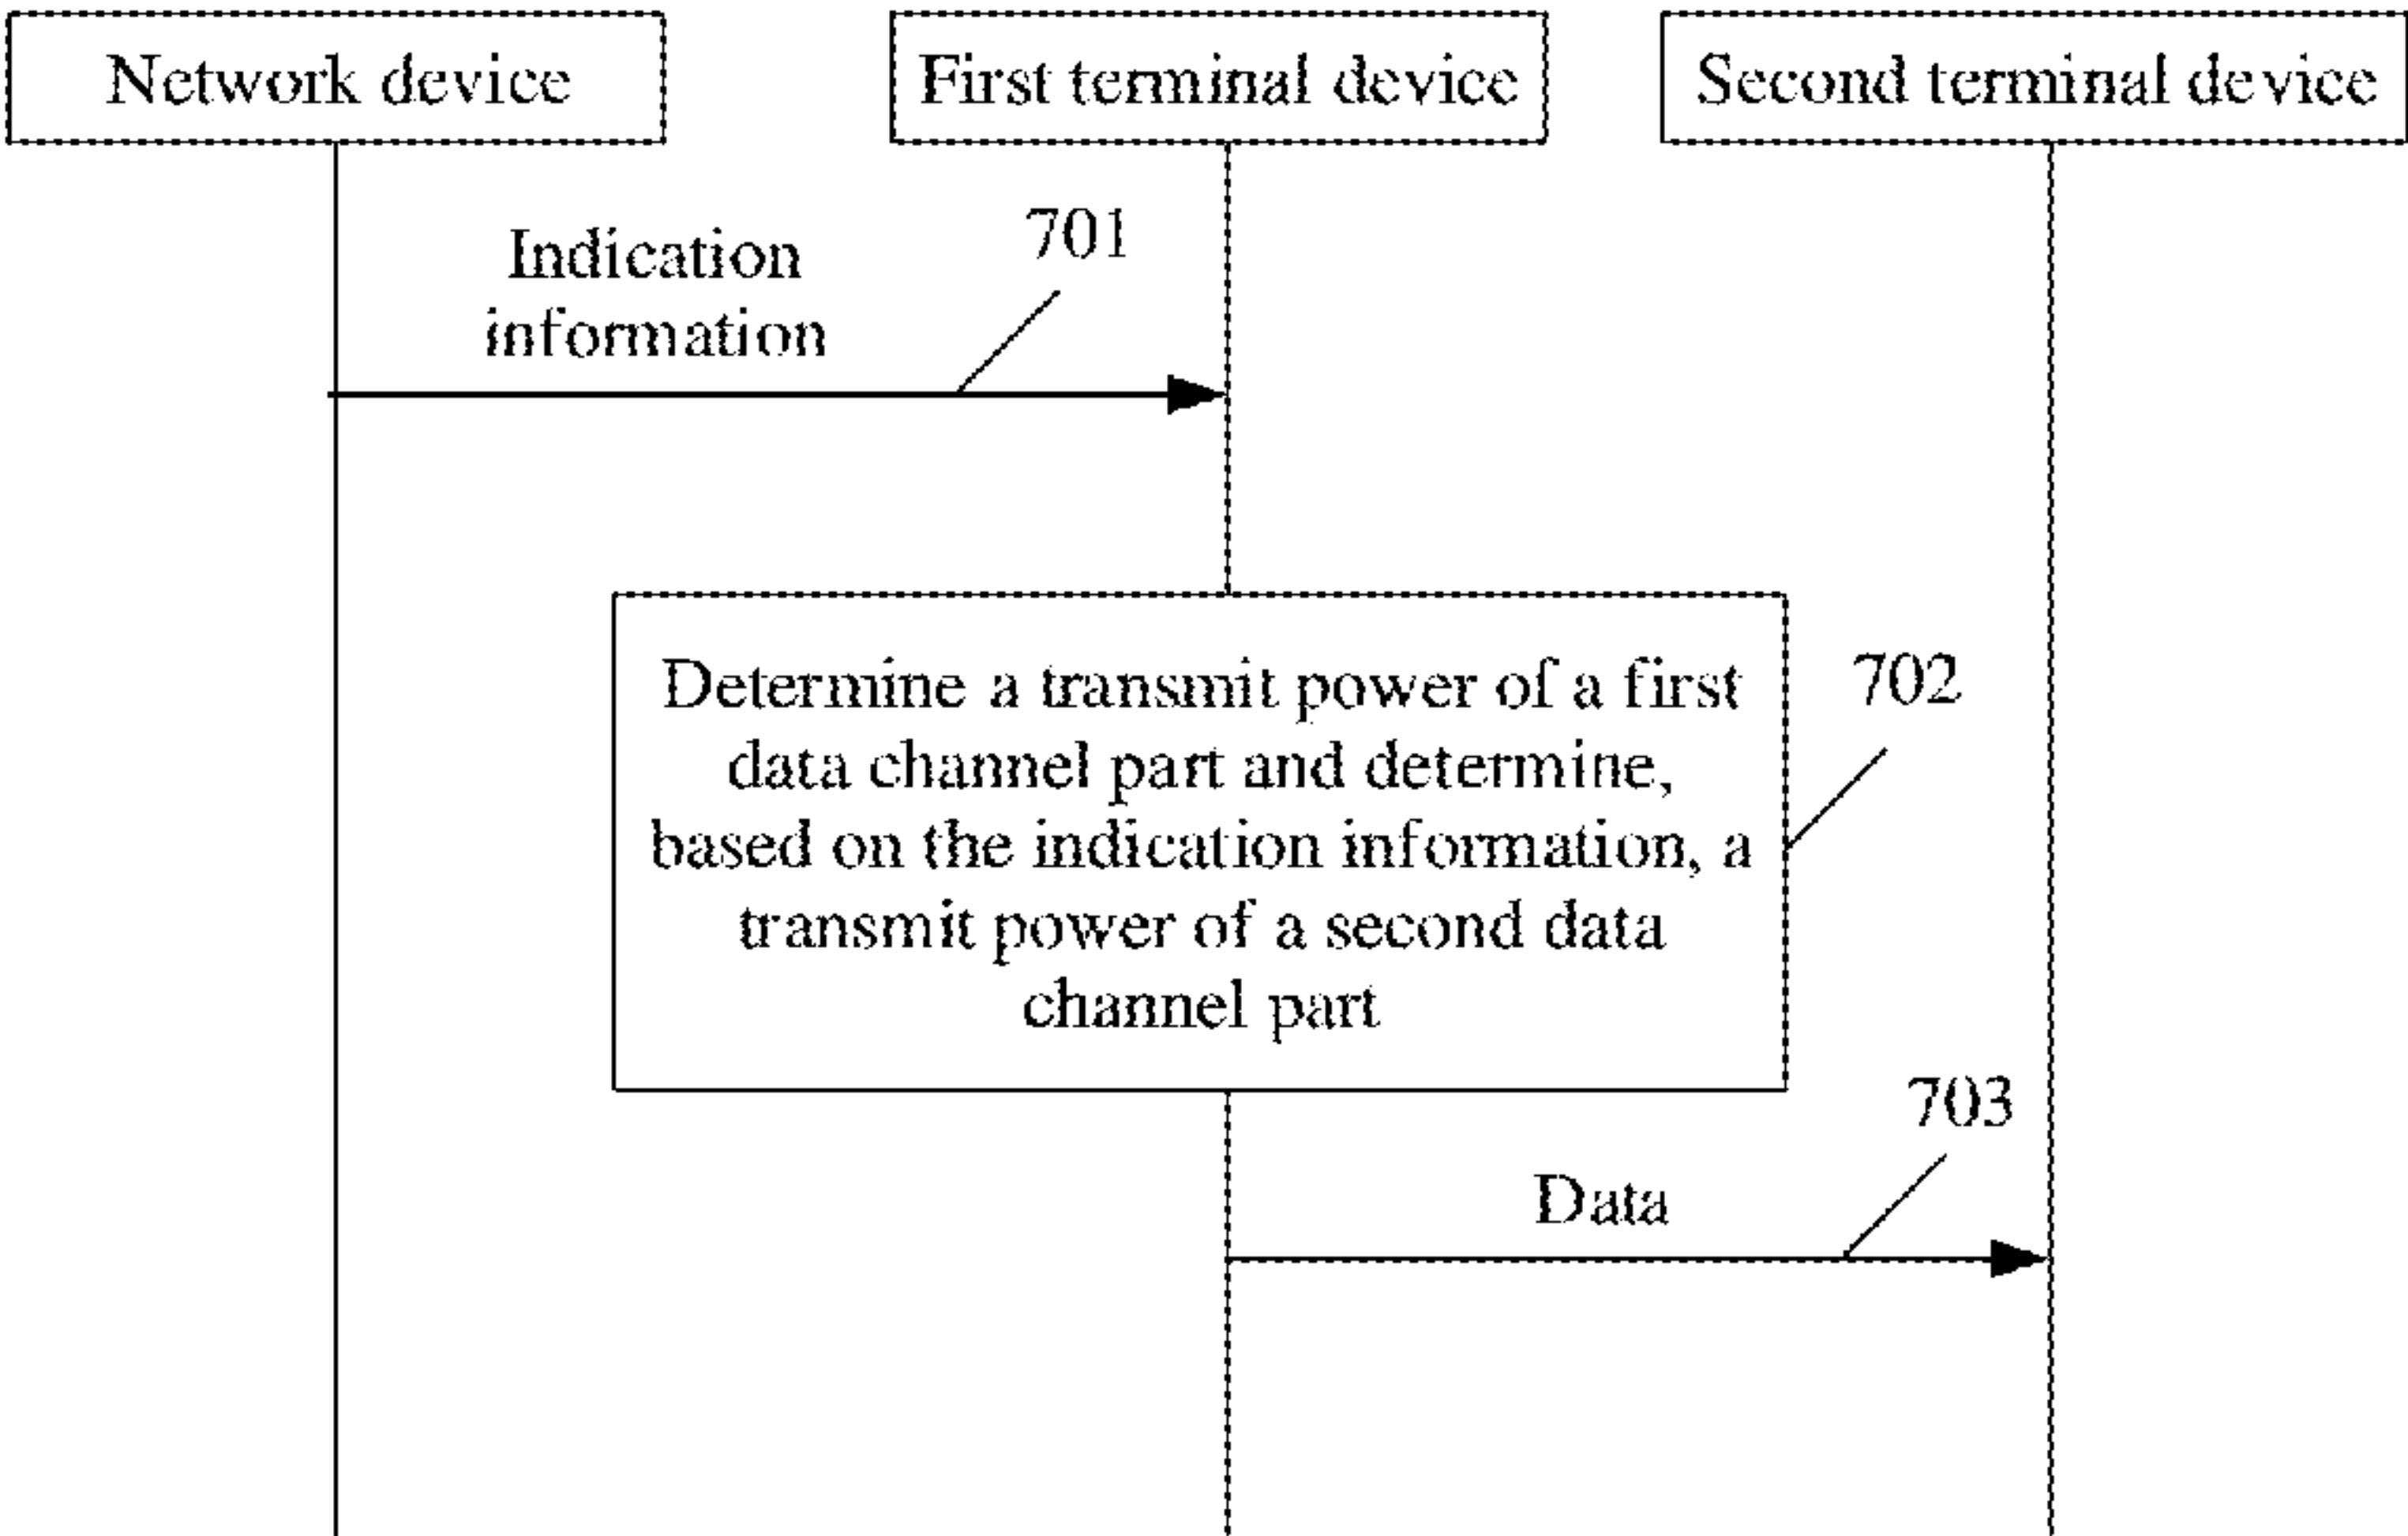 Network device
First terminal device
Second terminal device
701
Indication
information
Determine a transmit power of a first
data channel part and determine,
based on the indication information, a
transmit power of a second data
channel part
702
703
Data